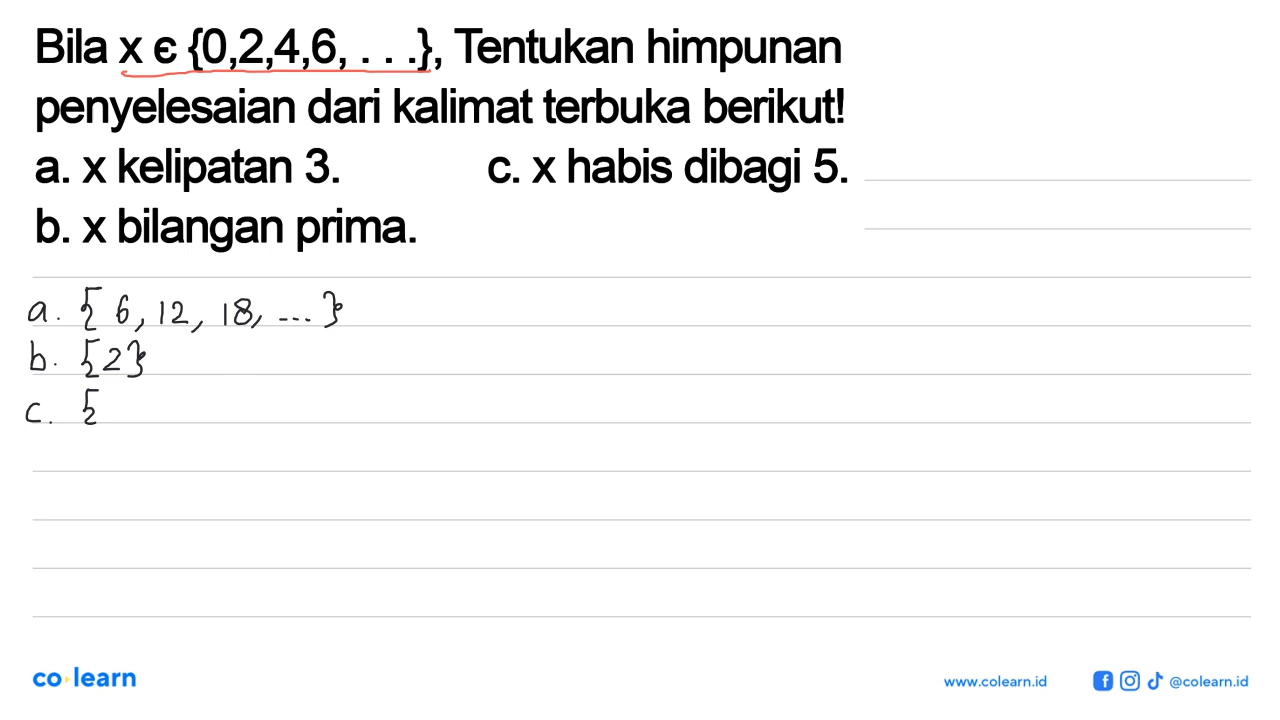 Bila x є {0,2,4,6, . . .}, Tentukan himpunan
penyelesaian dari kalimat terbuka berikut!
a. x kelipatan 3. c. x habis dibagi 5.
b. x bilangan prima.
a. { 6, 12, 18, ... }
b. {2}
c. {
co learn
www.colearn.id @colearn.id